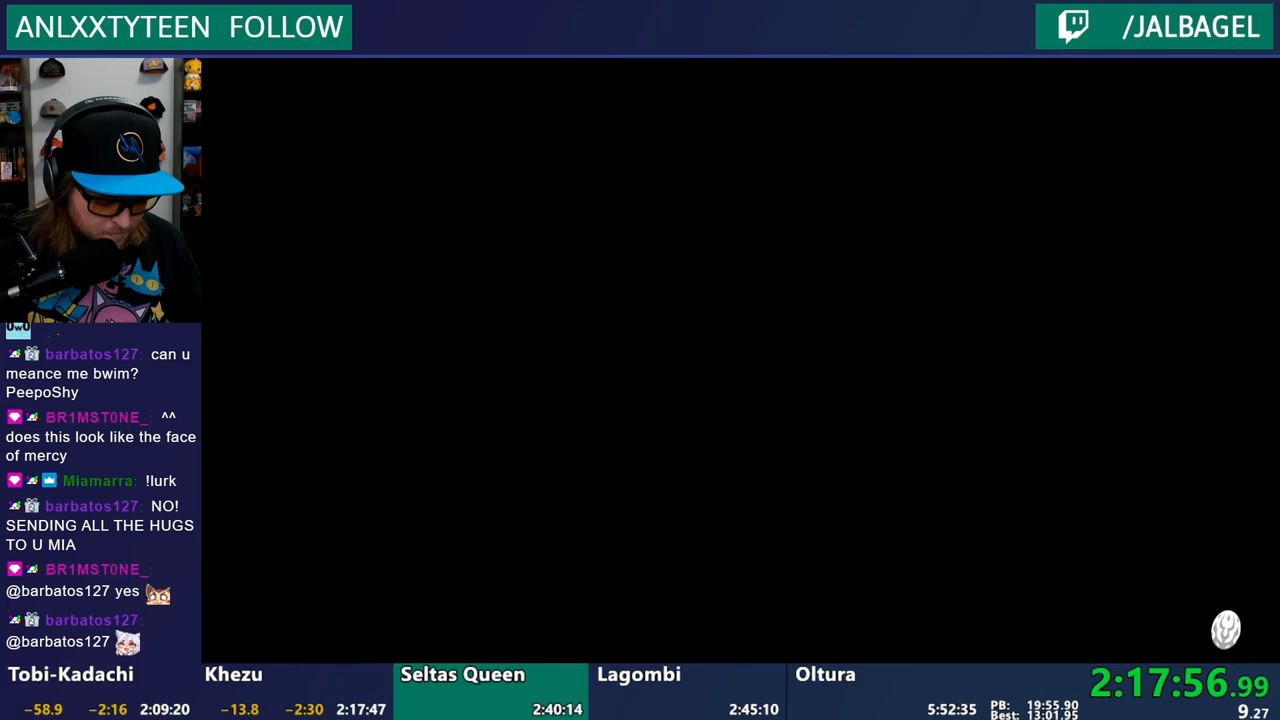 ANLXXTYTEEN FOLLOW
/JALBAGEL
OwO
barbatos127: can u
meance me bwim?
PeepoShy
BR1MST0NE_: ^^
does this look like the face
of mercy
Miamarra: !lurk
barbatos127: NO!
SENDING ALL THE HUGS
TO U MIA
BR1MST0NE_:
@barbatos127 yes
barbatos127:
@barbatos127
Tobi-Kadachi
−58.9 −2:16 2:09:20
Khezu
−13.8 −2:30 2:17:47
Seltas Queen
2:40:14
Lagombi
2:45:10
Oltura
5:52:35
2:17:56.99
PB: 19:55.90
Best: 13:01.95
9.27